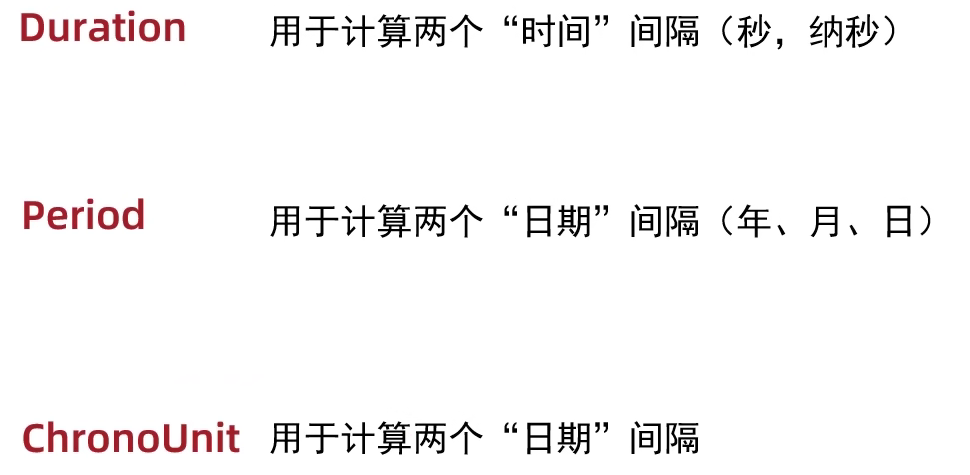 Duration 用于计算两个“时间”间隔（秒，纳秒）
Period 用于计算两个“日期”间隔（年、月、日）
ChronoUnit 用于计算两个“日期”间隔